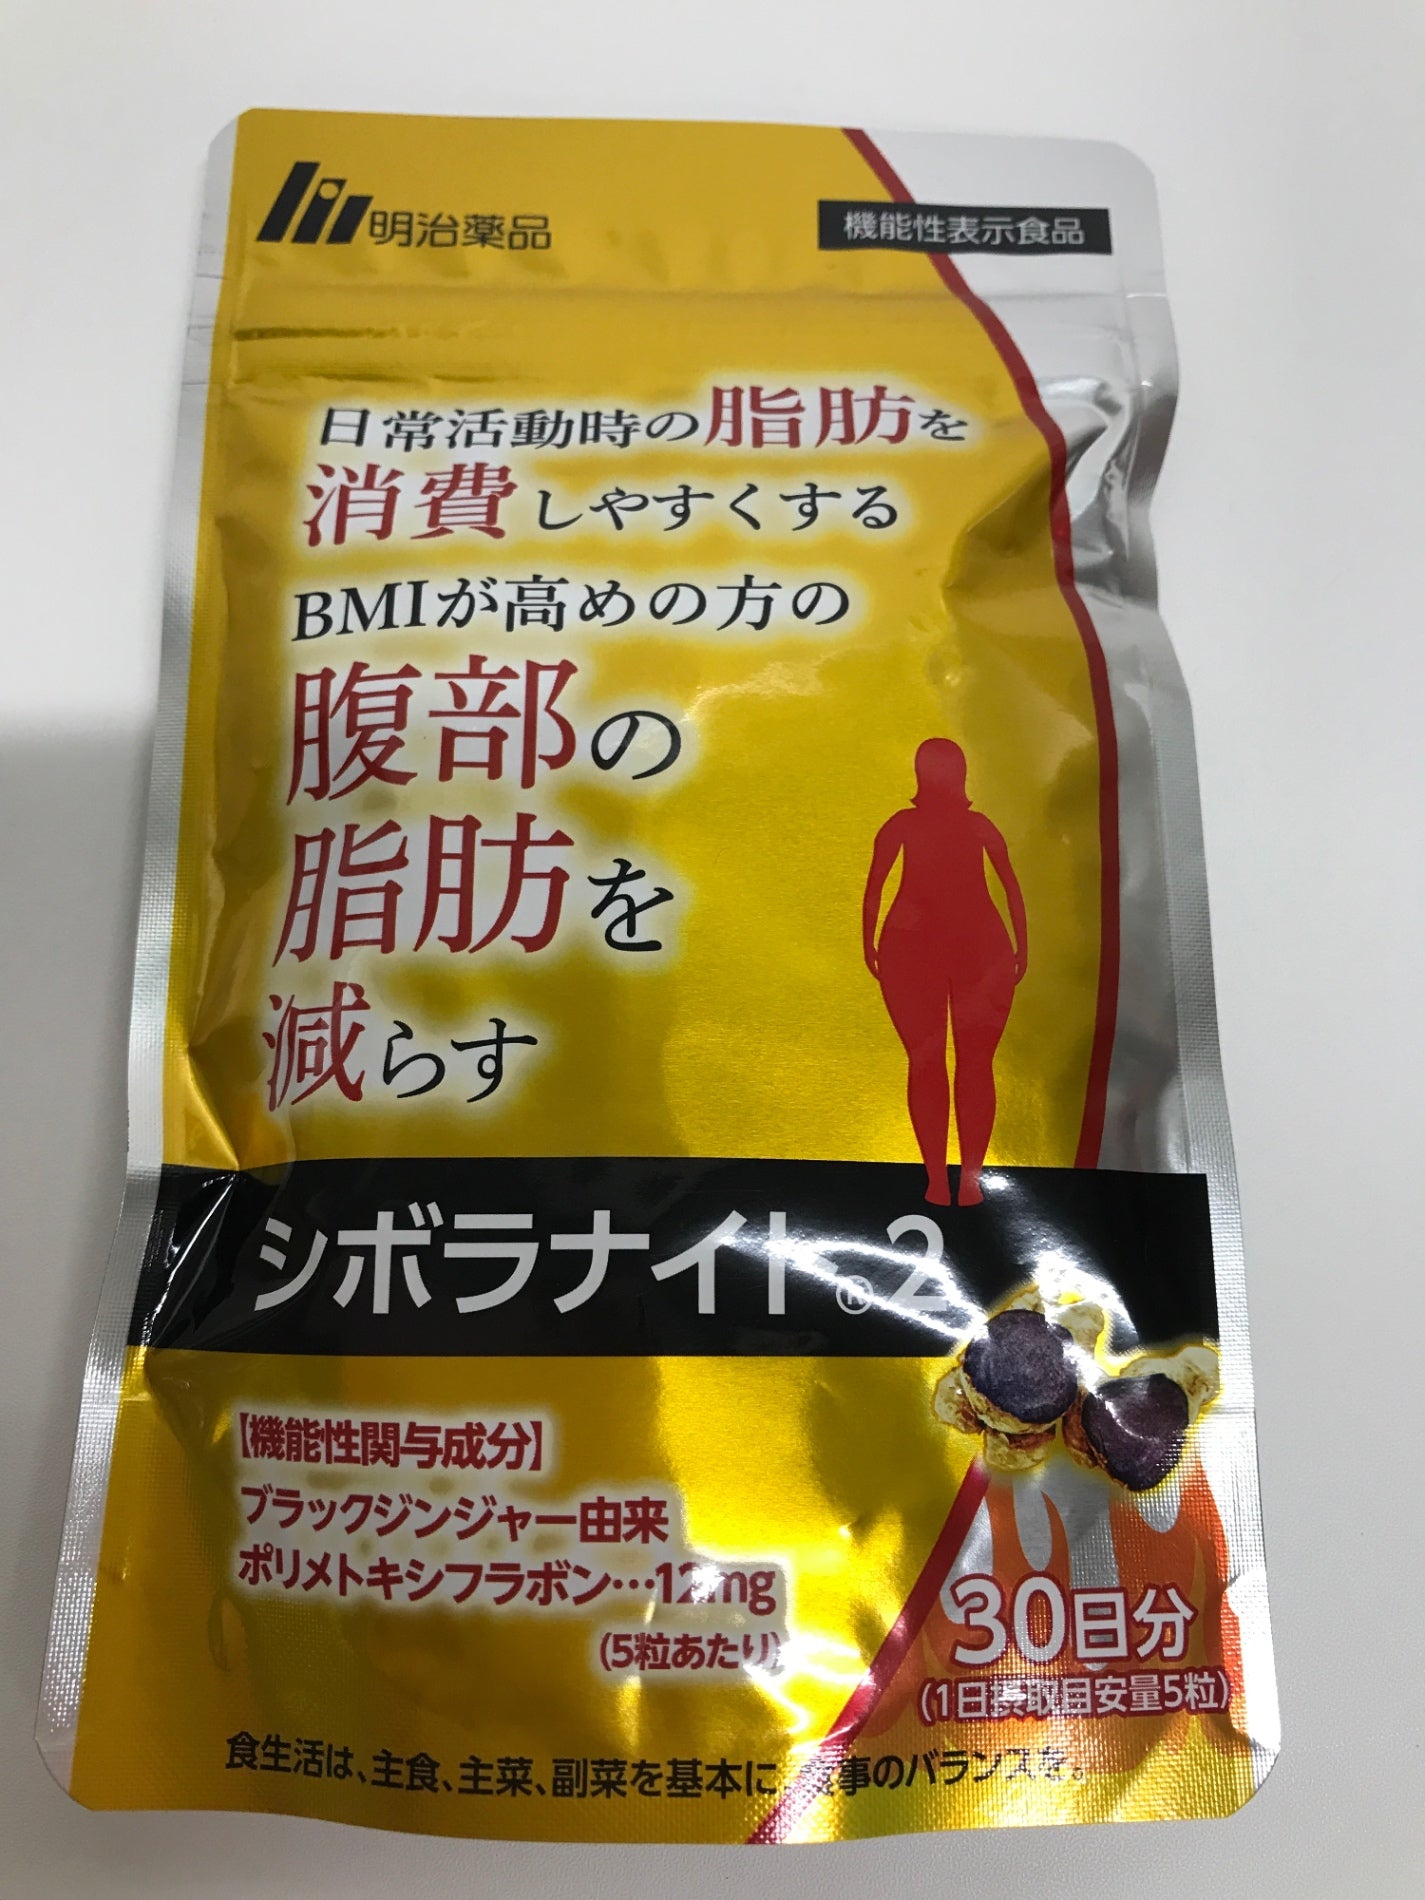 明治薬品
機能性表示食品
日常活動時の脂肪を
消費しやすくする
BMIが高めの方の
腹部の
脂肪を
減らす
シボラナイト®2
【機能性関与成分】
ブラックジンジャー由来
ポリメトキシフラボン…12mg
(5粒あたり)
30日分
(1日摂取目安量5粒)
食生活は、主食、主菜、副菜を基本に、食事のバランスを。